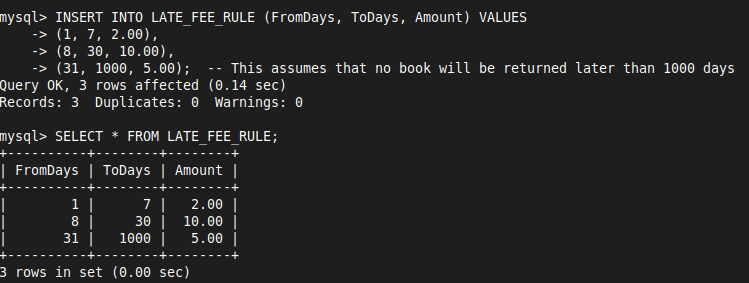 mysql> INSERT INTO LATE_FEE_RULE (FromDays, ToDays, Amount) VALUES
    -> (1, 7, 2.00),
    -> (8, 30, 10.00),
    -> (31, 1000, 5.00);  -- This assumes that no book will be returned later than 1000 days
Query OK, 3 rows affected (0.14 sec)
Records: 3  Duplicates: 0  Warnings: 0

mysql> SELECT * FROM LATE_FEE_RULE;
+----------+--------+--------+
| FromDays | ToDays | Amount |
+----------+--------+--------+
|        1 |      7 |   2.00 |
|        8 |     30 |  10.00 |
|       31 |   1000 |   5.00 |
+----------+--------+--------+
3 rows in set (0.00 sec)